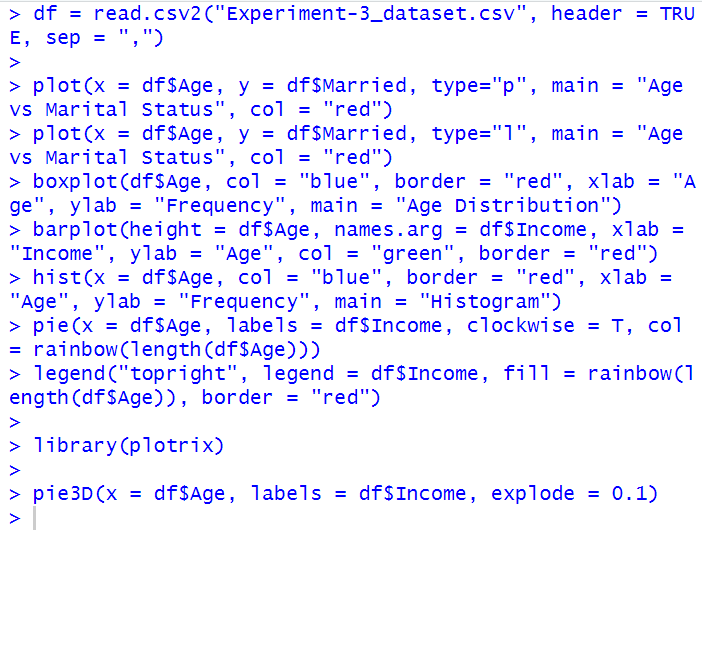 > df = read.csv2("Experiment-3_dataset.csv", header = TRU
E, sep = ",")
>
> plot(x = df$Age, y = df$Married, type="p", main = "Age
vs Marital Status", col = "red")
> plot(x = df$Age, y = df$Married, type="l", main = "Age
vs Marital Status", col = "red")
> boxplot(df$Age, col = "blue", border = "red", xlab = "A
ge", ylab = "Frequency", main = "Age Distribution")
> barplot(height = df$Age, names.arg = df$Income, xlab =
"Income", ylab = "Age", col = "green", border = "red")
> hist(x = df$Age, col = "blue", border = "red", xlab =
"Age", ylab = "Frequency", main = "Histogram")
> pie(x = df$Age, labels = df$Income, clockwise = T, col
= rainbow(length(df$Age)))
> legend("topright", legend = df$Income, fill = rainbow(l
ength(df$Age)), border = "red")
>
> library(plotrix)
>
> pie3D(x = df$Age, labels = df$Income, explode = 0.1)
>